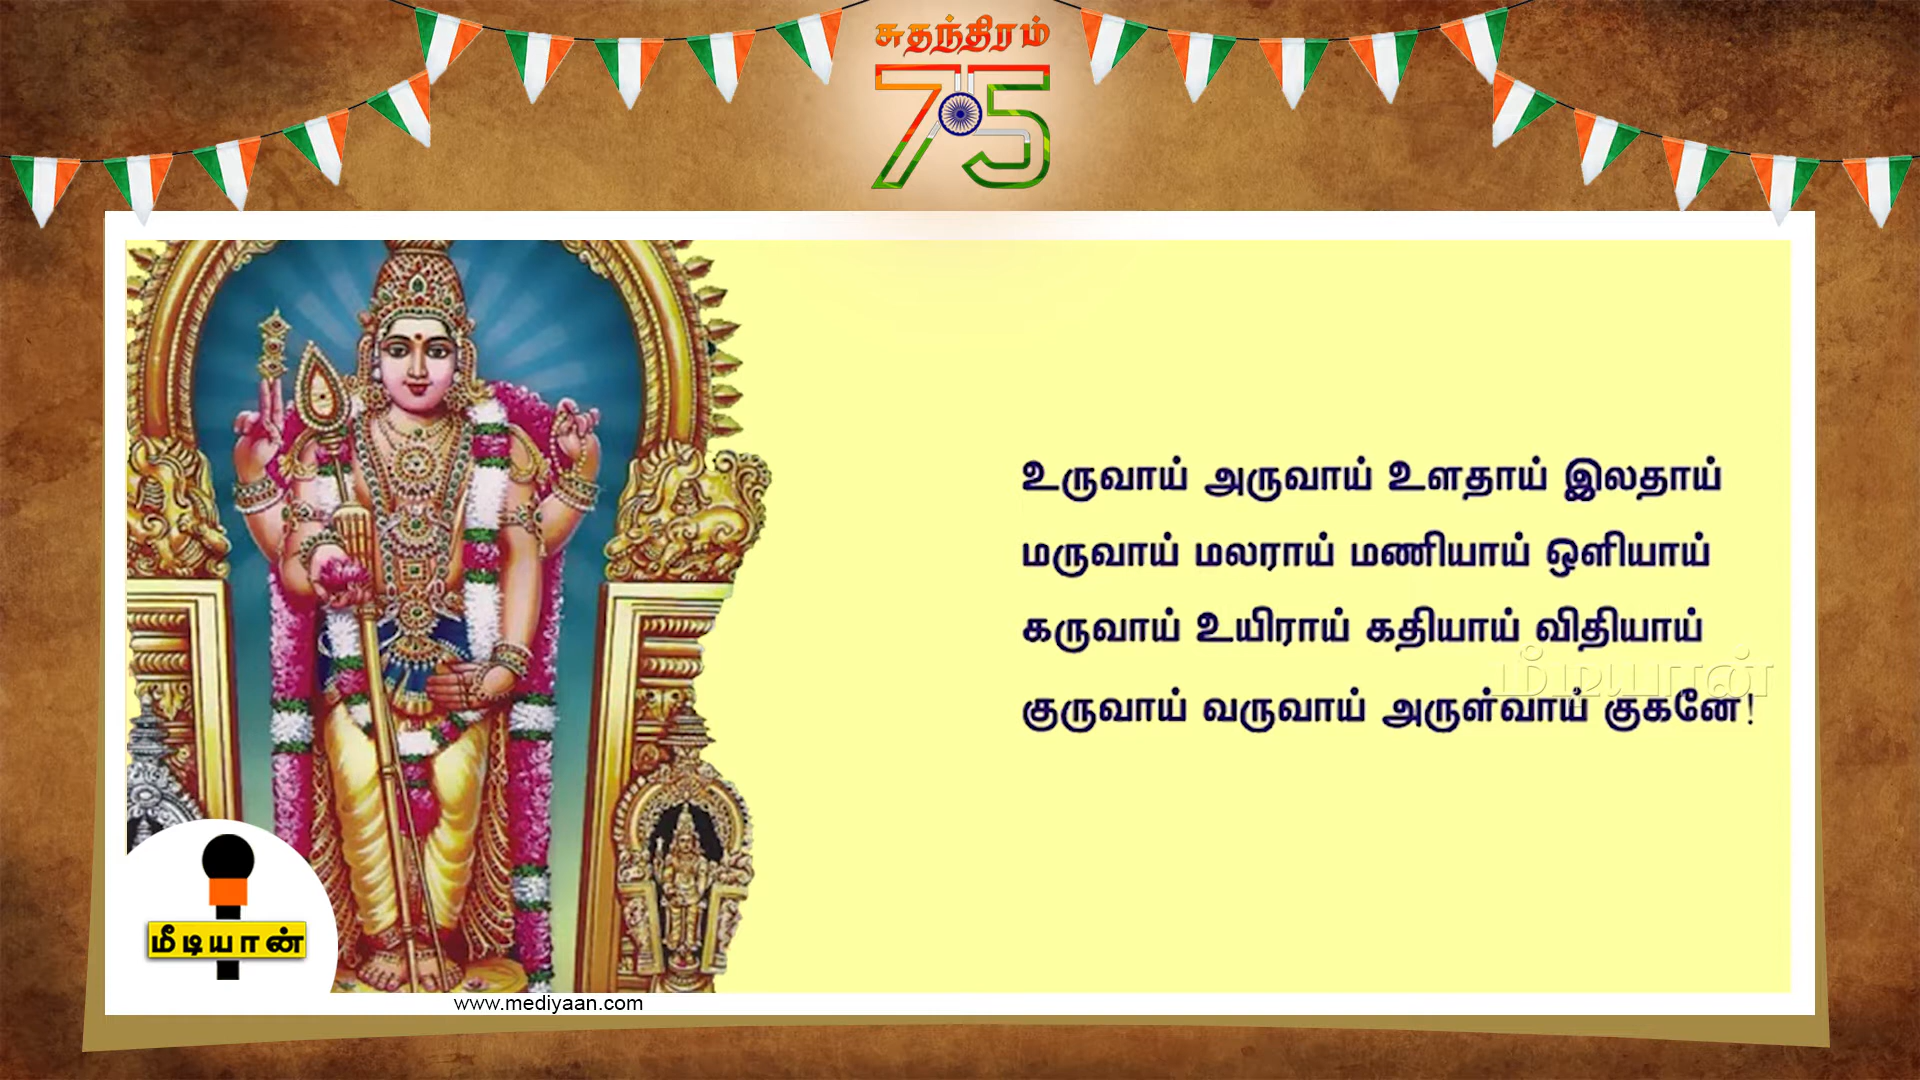 சுதந்திரம்
75
உருவாய் அருவாய் உளதாய் இலதாய்
மருவாய் மலராய் மணியாய் ஒளியாய்
கருவாய் உயிராய் கதியாய் விதியாய்
மீடியான்
குருவாய் வருவாய் அருள்வாய் குகனே!
மீடியான்
www.mediyaan.com